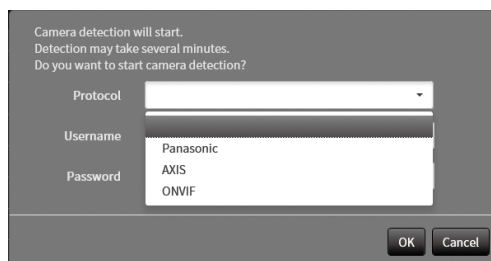 Camera detection will start.
Detection may take several minutes.
Do you want to start camera detection?
Protocol
Username
Panasonic
AXIS
Password
ONVIF
OK Cancel